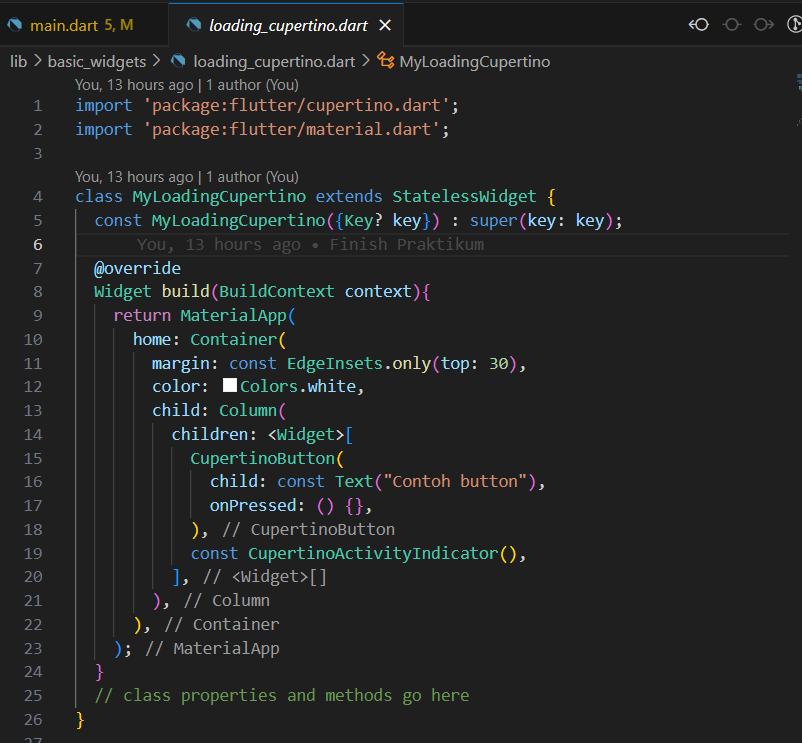 main.dart 5, M loading_cupertino.dart
lib > basic_widgets > loading_cupertino.dart > MyLoadingCupertino
You, 13 hours ago | 1 author (You)
1 import 'package:flutter/cupertino.dart';
2 import 'package:flutter/material.dart';
3
You, 13 hours ago | 1 author (You)
4 class MyLoadingCupertino extends StatelessWidget {
5   const MyLoadingCupertino({Key? key}) : super(key: key);
6       You, 13 hours ago • Finish Praktikum
7   @override
8   Widget build(BuildContext context){
9     return MaterialApp(
10       home: Container(
11         margin: const EdgeInsets.only(top: 30),
12         color: Colors.white,
13         child: Column(
14           children: <Widget>[
15             CupertinoButton(
16               child: const Text("Contoh button"),
17               onPressed: () {},
18             ), // CupertinoButton
19             const CupertinoActivityIndicator(),
20           ], // <Widget>[]
21         ), // Column
22       ), // Container
23     ); // MaterialApp
24   }
25   // class properties and methods go here
26 }
27